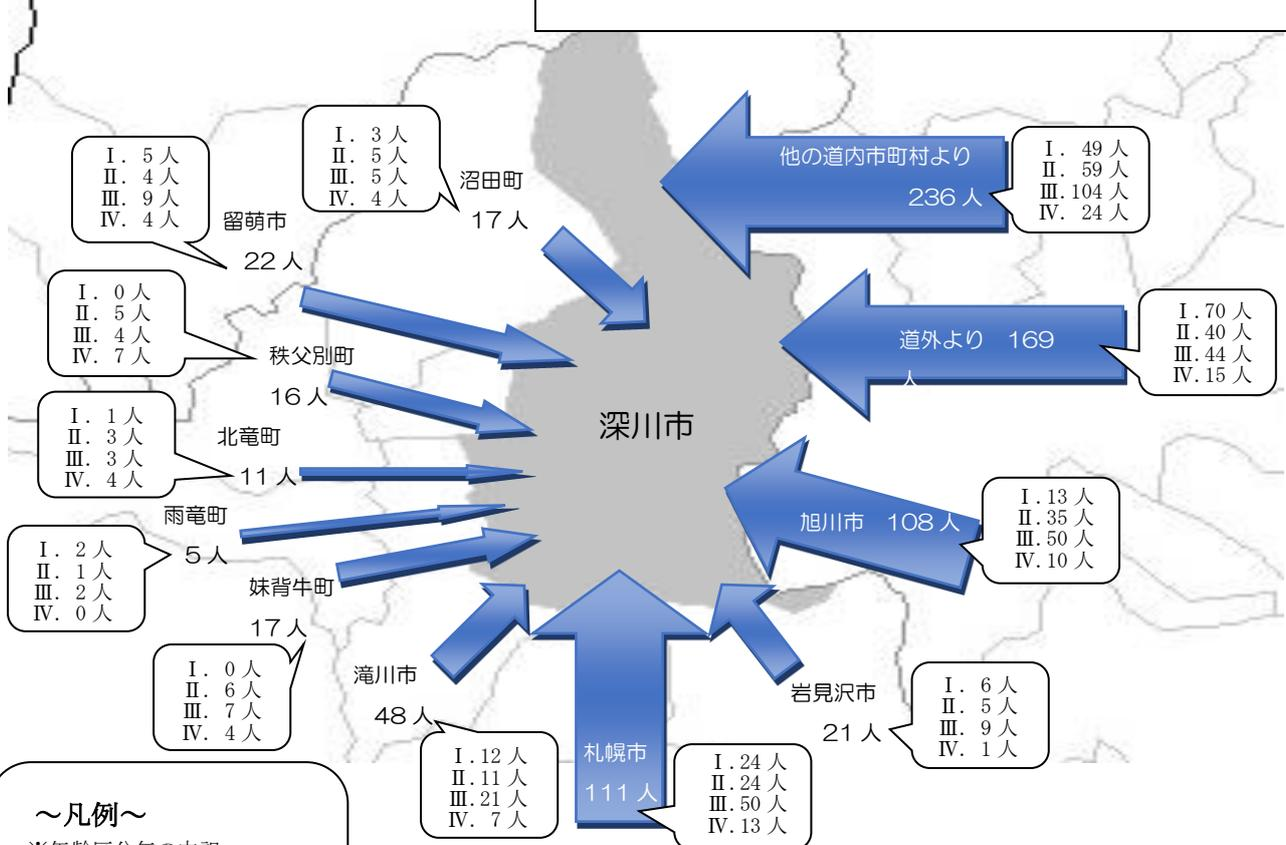 Ⅰ. 3人
Ⅱ. 5人
Ⅲ. 5人
Ⅳ. 4人
沼田町
17人
Ⅰ. 5人
Ⅱ. 4人
Ⅲ. 9人
Ⅳ. 4人
留萌市
22人
他の道内市町村より
236人
Ⅰ. 49人
Ⅱ. 59人
Ⅲ.104人
Ⅳ. 24人
Ⅰ. 0人
Ⅱ. 5人
Ⅲ. 4人
Ⅳ. 7人
秩父別町
16人
道外より 169
人
Ⅰ.70人
Ⅱ.40人
Ⅲ.44人
Ⅳ.15人
深川市
Ⅰ. 1人
Ⅱ. 3人
Ⅲ. 3人
Ⅳ. 4人
北竜町
11人
雨竜町
5人
Ⅰ. 2人
Ⅱ. 1人
Ⅲ. 2人
Ⅳ. 0人
旭川市 108人
Ⅰ.13人
Ⅱ.35人
Ⅲ.50人
Ⅳ.10人
妹背牛町
17人
Ⅰ. 0人
Ⅱ. 6人
Ⅲ. 7人
Ⅳ. 4人
滝川市
48人
Ⅰ.12人
Ⅱ.11人
Ⅲ.21人
Ⅳ. 7人
札幌市
111人
Ⅰ.24人
Ⅱ.24人
Ⅲ.50人
Ⅳ.13人
岩見沢市
21人
Ⅰ. 6人
Ⅱ. 5人
Ⅲ. 9人
Ⅳ. 1人
～凡例～